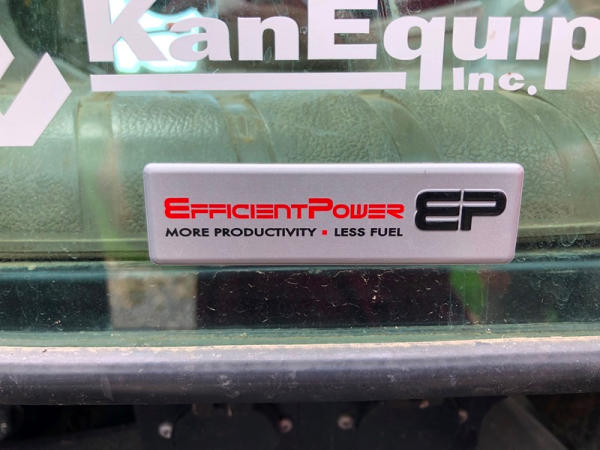 KanEquip
Inc.
EFFICIENTPOWER EP
MORE PRODUCTIVITY ▪ LESS FUEL